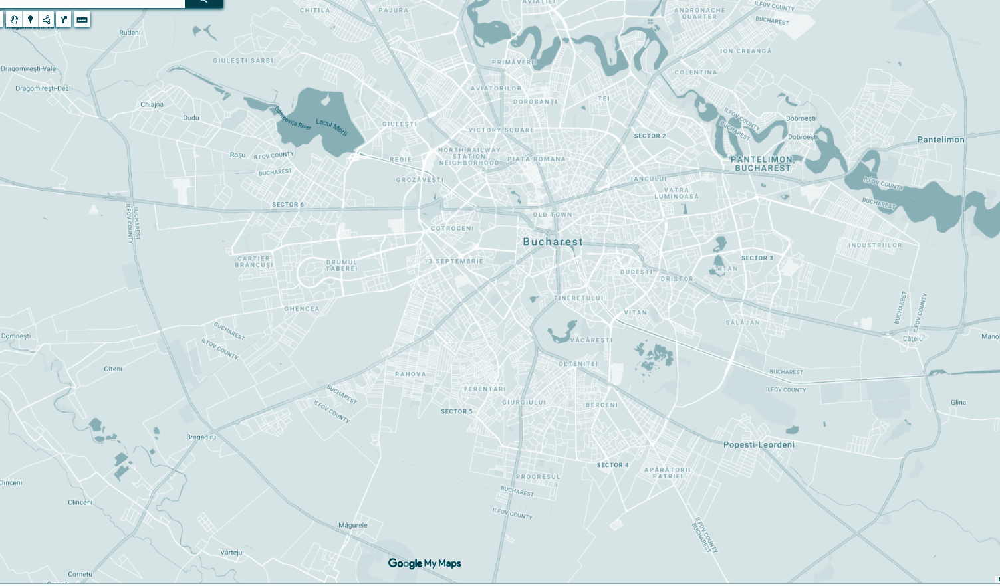 CHITILA
PAJURA
AVIAȚIEI
ANDRONACHE
QUARTER
ILFOV COUNTY
BUCHAREST
Dragomirești-Vale
Rudeni
ION CREANGĂ
GIULEȘTI SÂRBI
PRIMĂVERII
Dragomirești-Vale
COLENTINA
Dragomirești-Deal
AVIATORILOR
TEI
Chiajna
DOROBANȚI
Dudu
Dâmbovița River
Lacul Morii
GIULEȘTI
VICTORY SQUARE
SECTOR 2
ILFOV COUNTY
BUCHAREST
Dobroești
Dobroești
Pantelimon
Roșu
ILFOV COUNTY
BUCHAREST
REGIE
NORTH RAILWAY
STATION
NEIGHBORHOOD
PIAȚA ROMANA
PANTELIMON,
BUCHAREST
GROZĂVEȘTI
IANCULUI
VATRA
LUMINOASĂ
ILFOV COUNTY
BUCHAREST
SECTOR 6
BUCHAREST
ILFOV COUNTY
OLD TOWN
COTROCENI
Bucharest
INDUSTRIILOR
CARTIER
BRÂNCUȘI
DRUMUL
TABEREI
13 SEPTEMBRIE
SECTOR 3
TITAN
DUDEȘTI
DRISTOR
TINERETULUI
GHENCEA
VITAN
SĂLĂJAN
BUCHAREST
ILFOV COUNTY
BUCHAREST
ILFOV COUNTY
Domnești
VĂCĂREȘTI
Cățelu
Mano
Olteni
OLTENIȚEI
RAHOVA
BUCHAREST
ILFOV COUNTY
FERENTARI
BUCHAREST
ILFOV COUNTY
GIURGIULUI
BERCENI
Glina
SECTOR 5
Bragadiru
Popesti-Leordeni
SECTOR 4
APĂRĂTORII
PATRIEI
PROGRESUL
Clinceni
BUCHAREST
ILFOV COUNTY
Clinceni
Măgurele
ILFOV COUNTY
BUCHAREST
Vârteju
Google My Maps
Cornetu